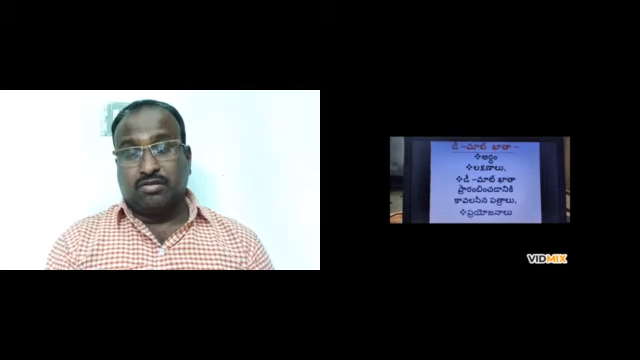 డీ -మాట్ ఖాతా -
❖అర్థం
❖లక్షణాలు,
❖డీ -మాట్ ఖాతా
ప్రారంభించడానికి
కావలసిన పత్రాలు,
❖ప్రయోజనాలు
VIDMIX